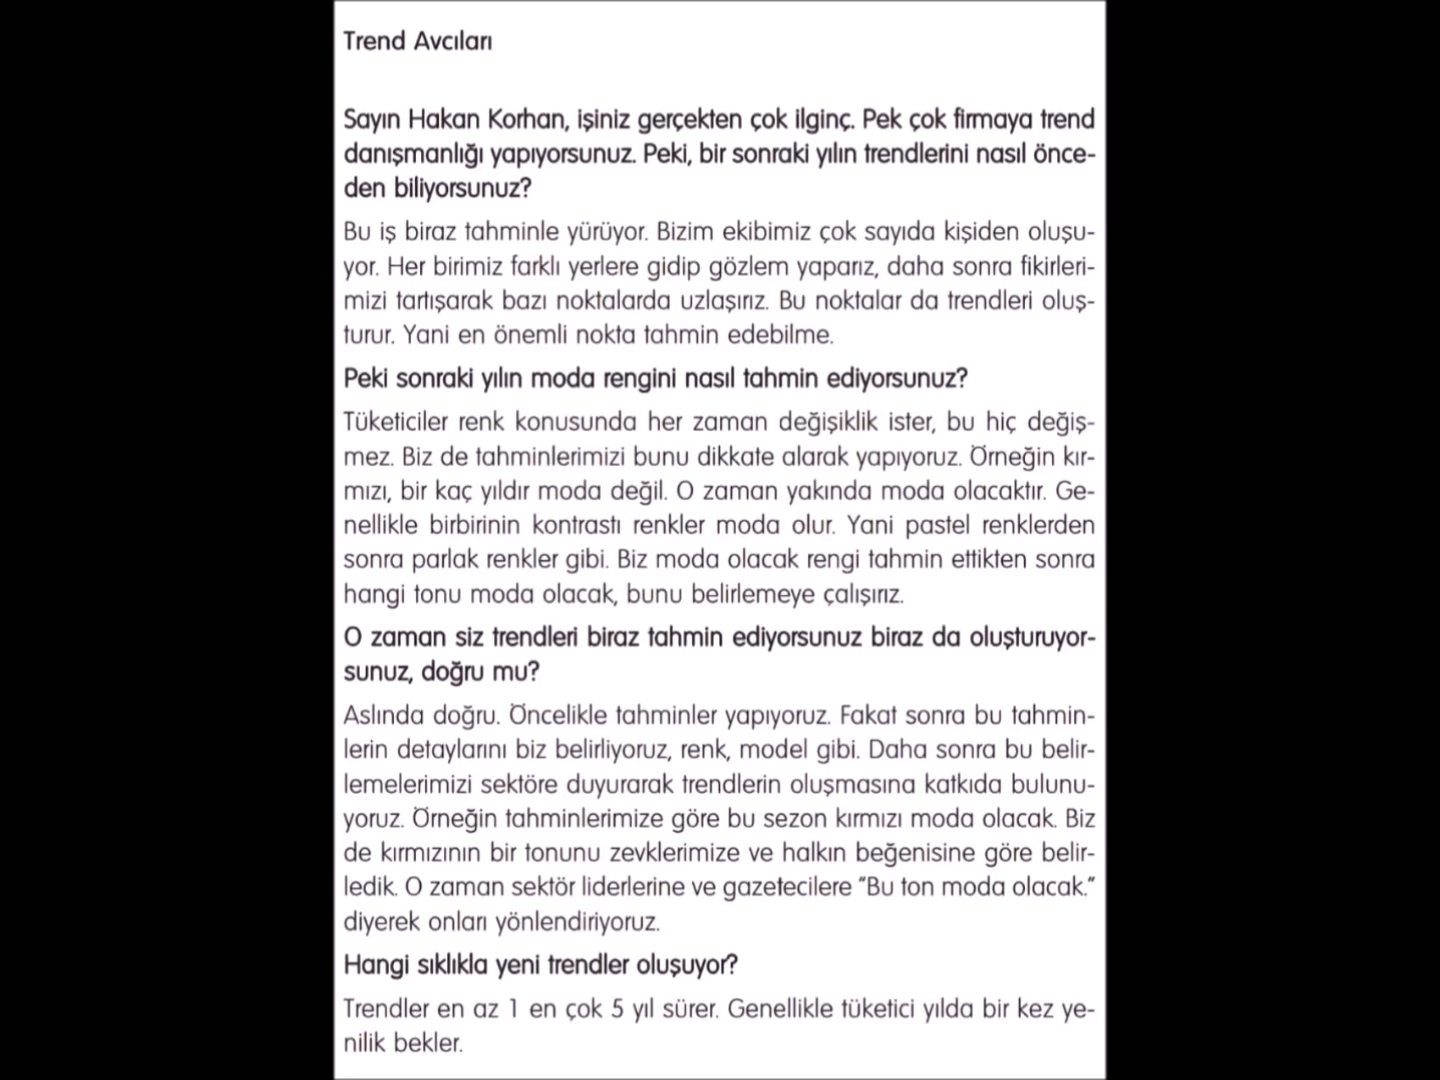 Trend Avcıları
Sayın Hakan Korhan, işiniz gerçekten çok ilginç. Pek çok firmaya trend
danışmanlığı yapıyorsunuz. Peki, bir sonraki yılın trendlerini nasıl önce-
den biliyorsunuz?
Bu iş biraz tahminle yürüyor. Bizim ekibimiz çok sayıda kişiden oluşu-
yor. Her birimiz farklı yerlere gidip gözlem yaparız, daha sonra fikirleri-
mizi tartışarak bazı noktalarda uzlaşırız. Bu noktalar da trendleri oluş-
turur. Yani en önemli nokta tahmin edebilme.
Peki sonraki yılın moda rengini nasıl tahmin ediyorsunuz?
Tüketiciler renk konusunda her zaman değişiklik ister, bu hiç değiş-
mez. Biz de tahminlerimizi bunu dikkate alarak yapıyoruz. Örneğin kır-
mızı, bir kaç yıldır moda değil. O zaman yakında moda olacaktır. Ge-
nellikle birbirinin kontrastı renkler moda olur. Yani pastel renklerden
sonra parlak renkler gibi. Biz moda olacak rengi tahmin ettikten sonra
hangi tonu moda olacak, bunu belirlemeye çalışırız.
O zaman siz trendleri biraz tahmin ediyorsunuz biraz da oluşturuyor-
sunuz, doğru mu?
Aslında doğru. Öncelikle tahminler yapıyoruz. Fakat sonra bu tahmin-
lerin detaylarını biz belirliyoruz, renk, model gibi. Daha sonra bu belir-
lemelerimizi sektöre duyurarak trendlerin oluşmasına katkıda bulunu-
yoruz. Örneğin tahminlerimize göre bu sezon kırmızı moda olacak. Biz
de kırmızının bir tonunu zevklerimize ve halkın beğenisine göre belir-
ledik. O zaman sektör liderlerine ve gazetecilere "Bu ton moda olacak."
diyerek onları yönlendiriyoruz.
Hangi sıklıkla yeni trendler oluşuyor?
Trendler en az 1 en çok 5 yıl sürer. Genellikle tüketici yılda bir kez ye-
nilik bekler.